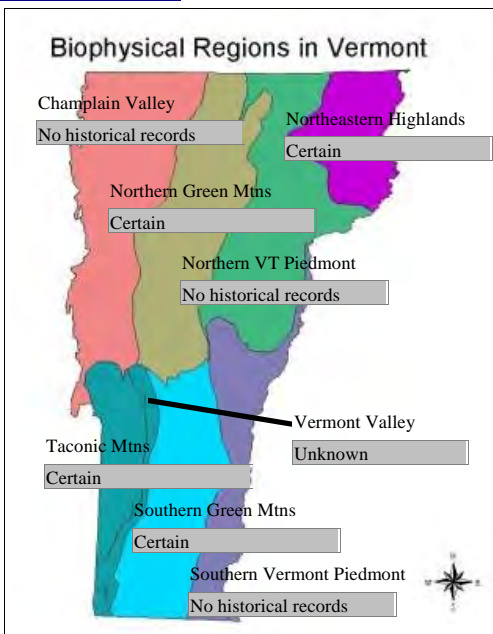 Biophysical Regions in Vermont
Champlain Valley
No historical records
Northeastern Highlands
Certain
Northern Green Mtns
Certain
Northern VT Piedmont
No historical records
Vermont Valley
Unknown
Taconic Mtns
Certain
Southern Green Mtns
Certain
Southern Vermont Piedmont
No historical records